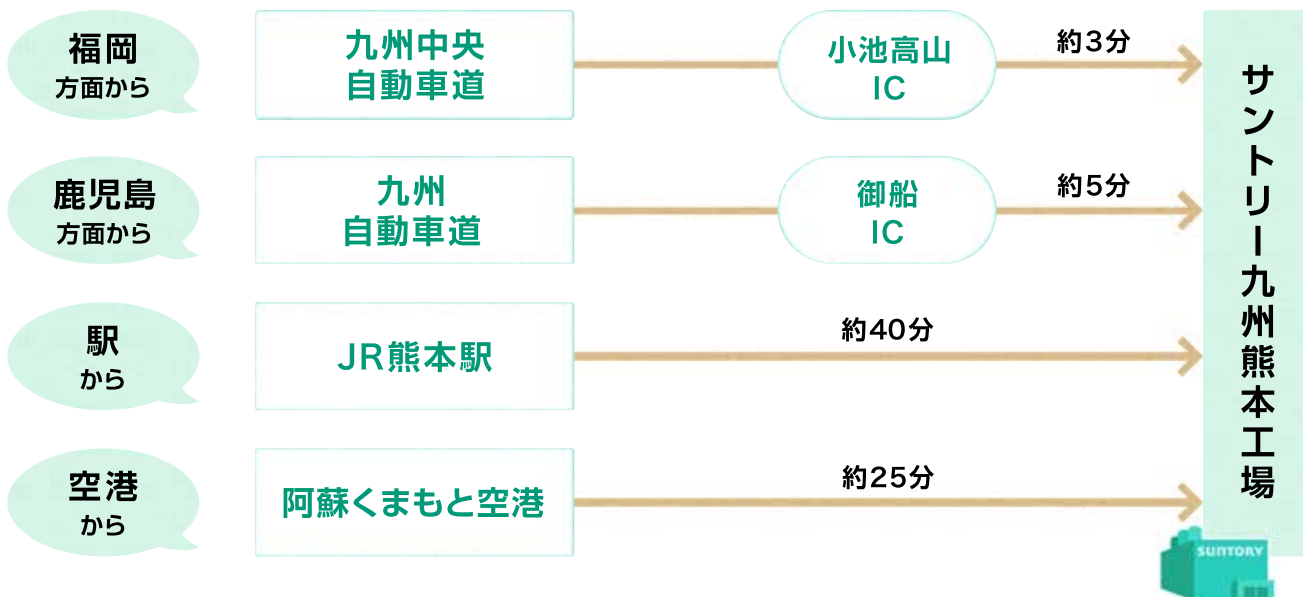 福岡
方面から
九州中央
自動車道
小池高山
IC
約3分
鹿児島
方面から
九州
自動車道
御船
IC
約5分
駅
から
JR熊本駅
約40分
空港
から
阿蘇くまもと空港
約25分
サントリー九州熊本工場
SUNTORY